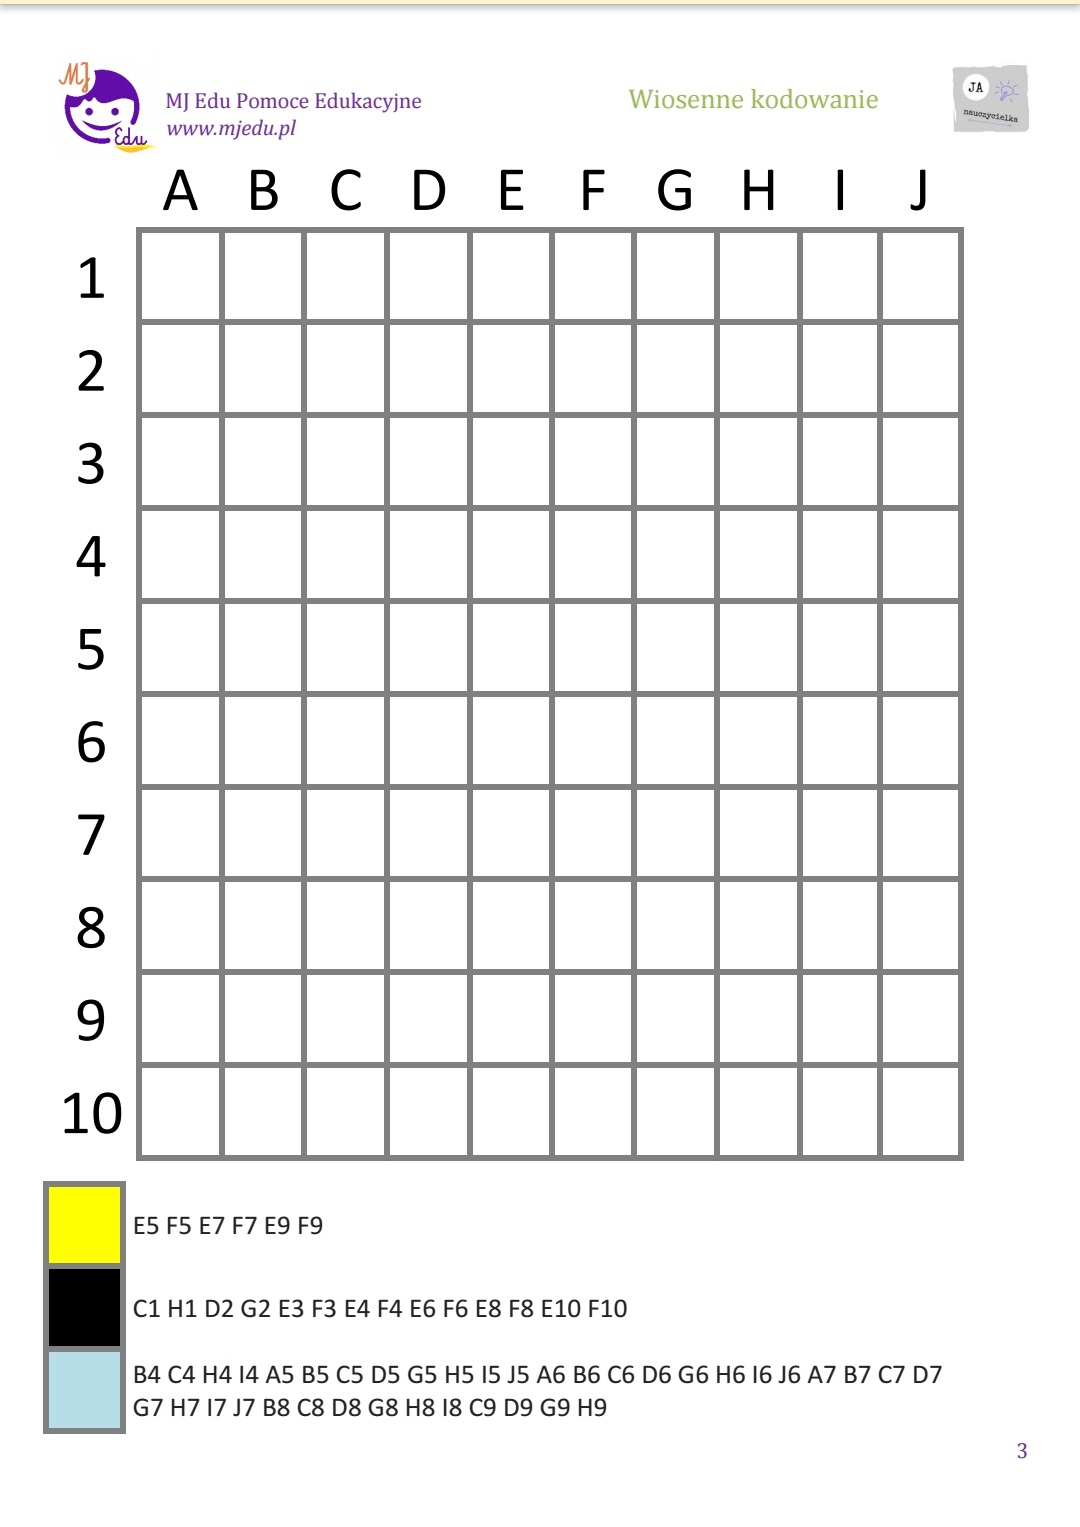 MJ
Edu
MJ Edu Pomoce Edukacyjne
www.mjedu.pl
Wiosenne kodowanie
JA
nauczycielka
A B C D E F G H I J
1
2
3
4
5
6
7
8
9
10
E5 F5 E7 F7 E9 F9
C1 H1 D2 G2 E3 F3 E4 F4 E6 F6 E8 F8 E10 F10
B4 C4 H4 I4 A5 B5 C5 D5 G5 H5 I5 J5 A6 B6 C6 D6 G6 H6 I6 J6 A7 B7 C7 D7
G7 H7 I7 J7 B8 C8 D8 G8 H8 I8 C9 D9 G9 H9
3